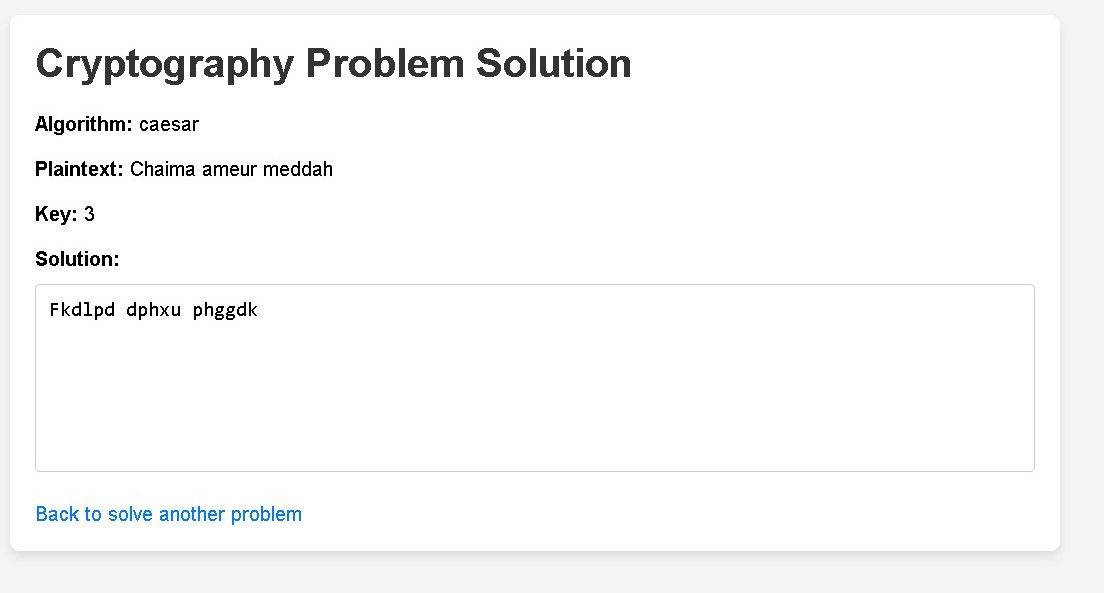 Cryptography Problem Solution
Algorithm: caesar
Plaintext: Chaima ameur meddah
Key: 3
Solution:
Fkdlpd dphxu phggdk
Back to solve another problem